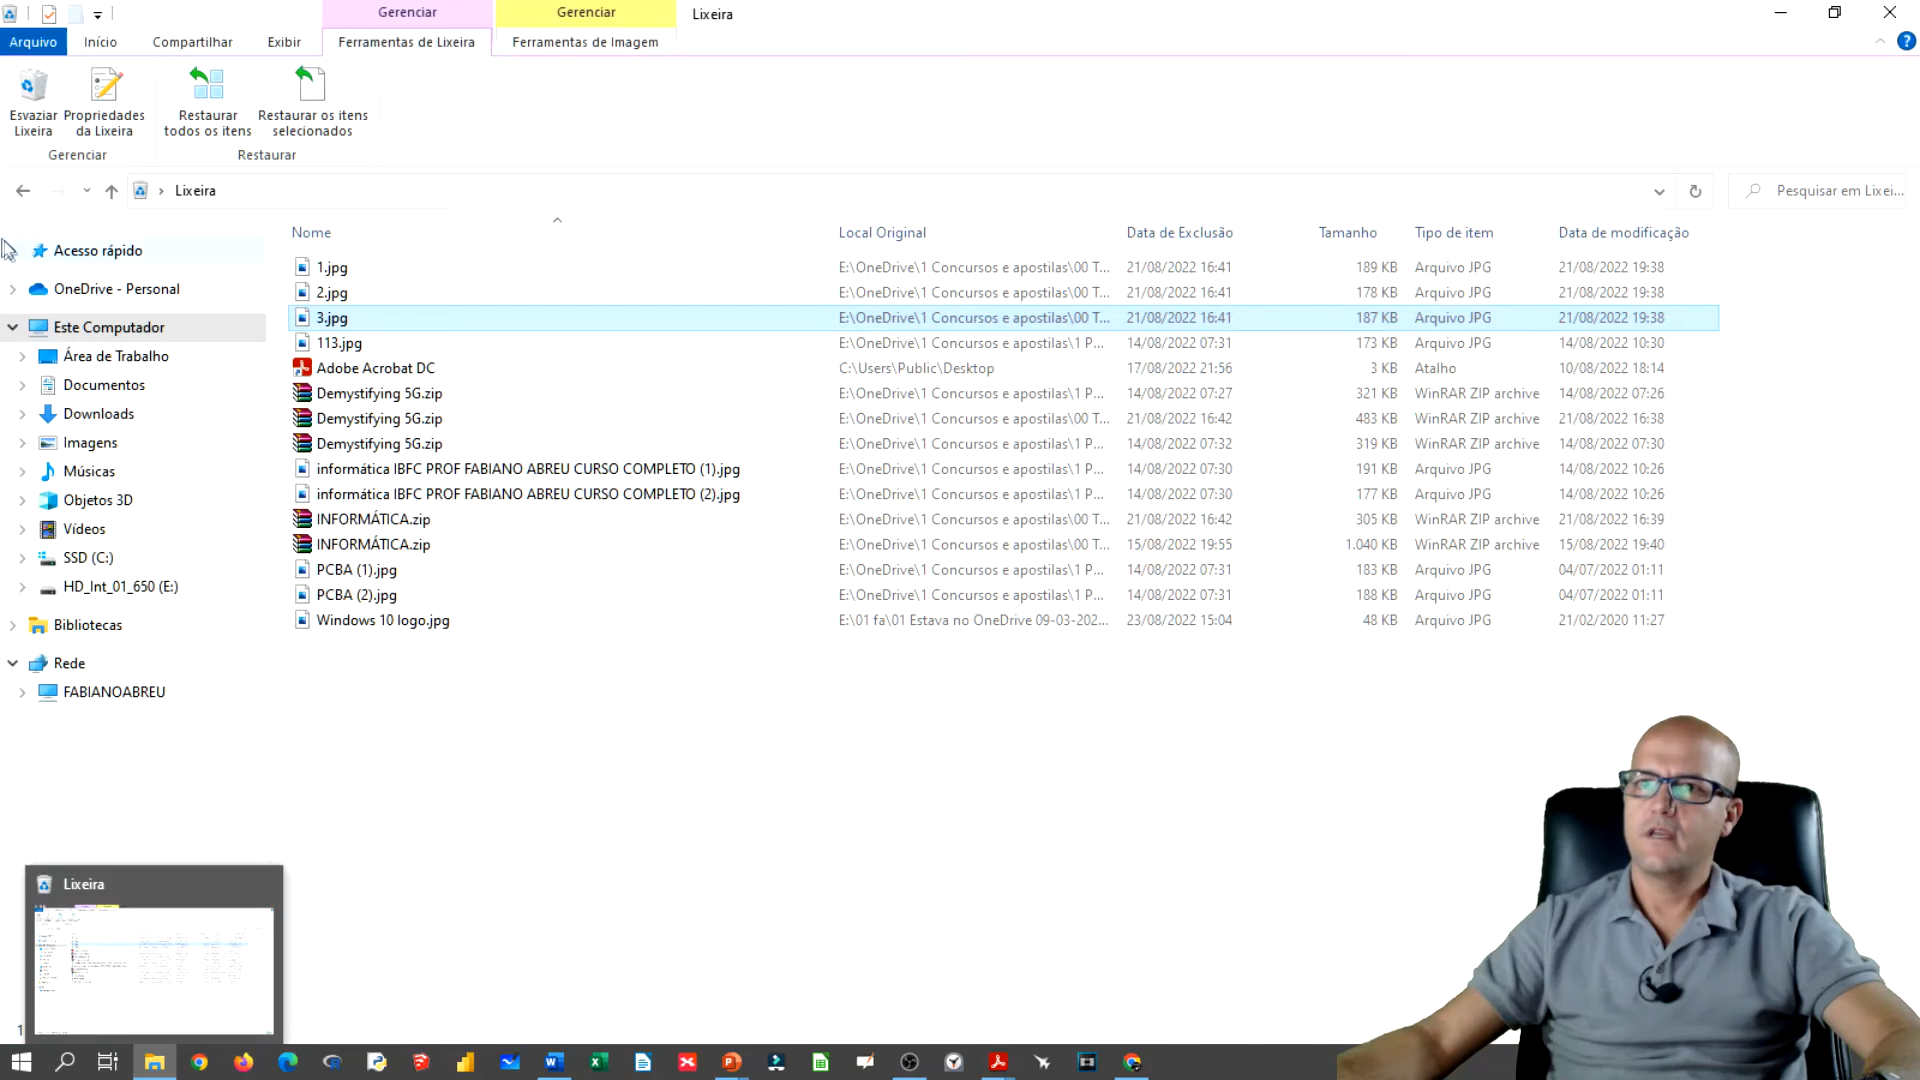 Gerenciar Gerenciar Lixeira
Arquivo Início Compartilhar Exibir Ferramentas de Lixeira Ferramentas de Imagem
Esvaziar Lixeira
Propriedades da Lixeira
Restaurar todos os itens
Restaurar os itens selecionados
Gerenciar Restaurar
Lixeira
Pesquisar em Lixei...
Nome Local Original Data de Exclusão Tamanho Tipo de item Data de modificação
1.jpg E:\OneDrive\1 Concursos e apostilas\00 T... 21/08/2022 16:41 189 KB Arquivo JPG 21/08/2022 19:38
2.jpg E:\OneDrive\1 Concursos e apostilas\00 T... 21/08/2022 16:41 178 KB Arquivo JPG 21/08/2022 19:38
3.jpg E:\OneDrive\1 Concursos e apostilas\00 T... 21/08/2022 16:41 187 KB Arquivo JPG 21/08/2022 19:38
113.jpg E:\OneDrive\1 Concursos e apostilas\1 P... 14/08/2022 07:31 173 KB Arquivo JPG 14/08/2022 10:30
Adobe Acrobat DC C:\Users\Public\Desktop 17/08/2022 21:56 3 KB Atalho 10/08/2022 18:14
Demystifying 5G.zip E:\OneDrive\1 Concursos e apostilas\1 P... 14/08/2022 07:27 321 KB WinRAR ZIP archive 14/08/2022 07:26
Demystifying 5G.zip E:\OneDrive\1 Concursos e apostilas\00 T... 21/08/2022 16:42 483 KB WinRAR ZIP archive 21/08/2022 16:38
Demystifying 5G.zip E:\OneDrive\1 Concursos e apostilas\1 P... 14/08/2022 07:32 319 KB WinRAR ZIP archive 14/08/2022 07:30
informática IBFC PROF FABIANO ABREU CURSO COMPLETO (1).jpg E:\OneDrive\1 Concursos e apostilas\1 P... 14/08/2022 07:30 191 KB Arquivo JPG 14/08/2022 10:26
informática IBFC PROF FABIANO ABREU CURSO COMPLETO (2).jpg E:\OneDrive\1 Concursos e apostilas\1 P... 14/08/2022 07:30 177 KB Arquivo JPG 14/08/2022 10:26
INFORMÁTICA.zip E:\OneDrive\1 Concursos e apostilas\00 T... 21/08/2022 16:42 305 KB WinRAR ZIP archive 21/08/2022 16:39
INFORMÁTICA.zip E:\OneDrive\1 Concursos e apostilas\00 T... 15/08/2022 19:55 1.040 KB WinRAR ZIP archive 15/08/2022 19:40
PCBA (1).jpg E:\OneDrive\1 Concursos e apostilas\1 P... 14/08/2022 07:31 183 KB Arquivo JPG 04/07/2022 01:11
PCBA (2).jpg E:\OneDrive\1 Concursos e apostilas\1 P... 14/08/2022 07:31 188 KB Arquivo JPG 04/07/2022 01:11
Windows 10 logo.jpg E:\01 fa\01 Estava no OneDrive 09-03-202... 23/08/2022 15:04 48 KB Arquivo JPG 21/02/2020 11:27
Acesso rápido
OneDrive - Personal
Este Computador
Área de Trabalho
Documentos
Downloads
Imagens
Músicas
Objetos 3D
Vídeos
SSD (C:)
HD_Int_01_650 (E:)
Bibliotecas
Rede
FABIANOABREU
Lixeira
1